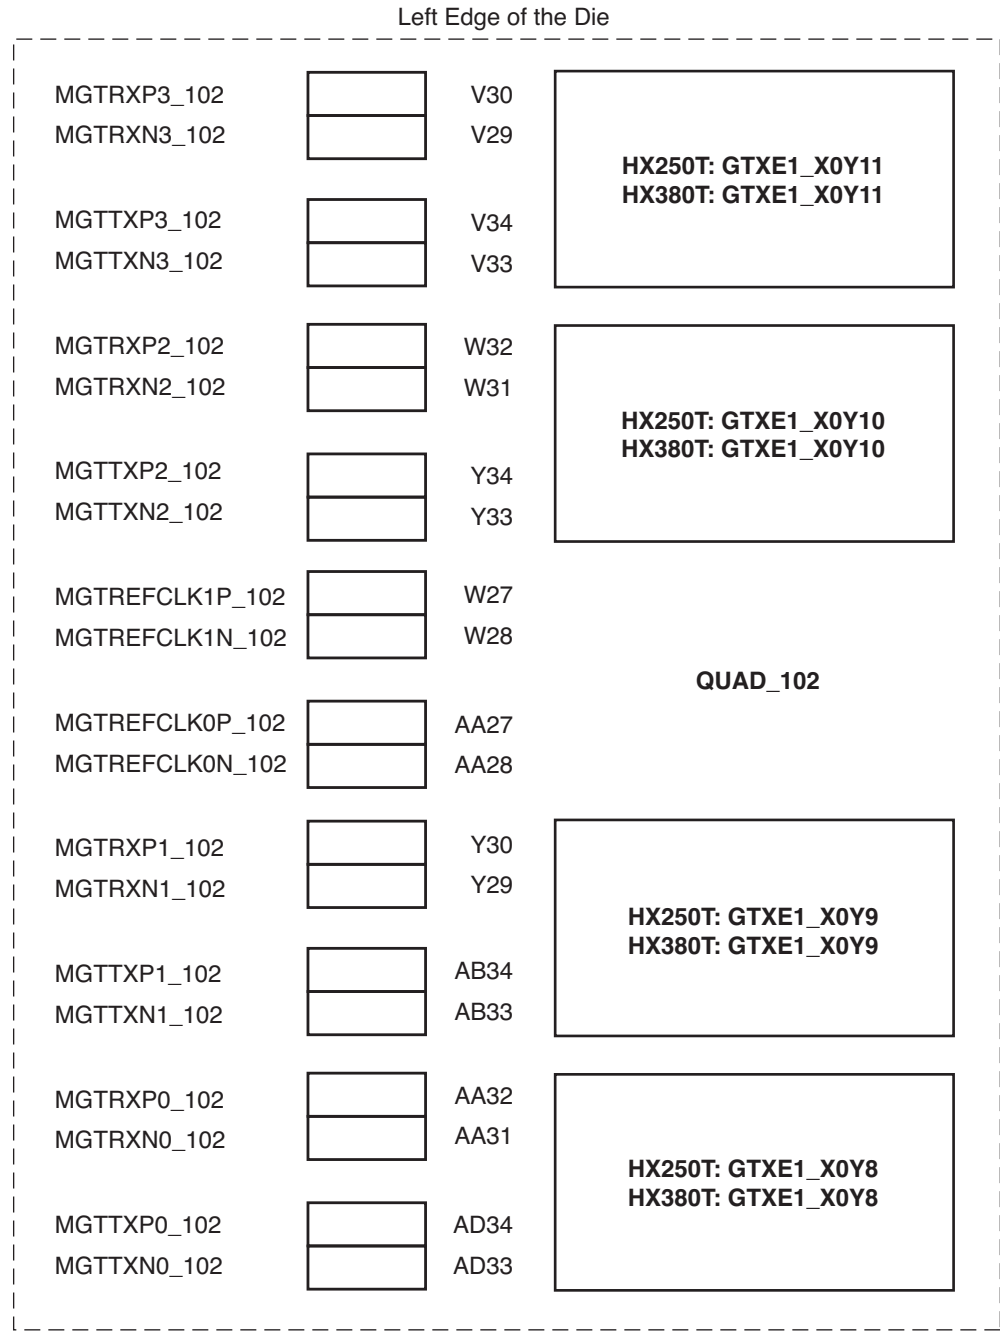 Left Edge of the Die
MGTRXP3_102 V30
MGTRXN3_102 V29
HX250T: GTXE1_X0Y11
HX380T: GTXE1_X0Y11
MGTTXP3_102 V34
MGTTXN3_102 V33
MGTRXP2_102 W32
MGTRXN2_102 W31
HX250T: GTXE1_X0Y10
HX380T: GTXE1_X0Y10
MGTTXP2_102 Y34
MGTTXN2_102 Y33
MGTREFCLK1P_102 W27
MGTREFCLK1N_102 W28
QUAD_102
MGTREFCLK0P_102 AA27
MGTREFCLK0N_102 AA28
MGTRXP1_102 Y30
MGTRXN1_102 Y29
HX250T: GTXE1_X0Y9
HX380T: GTXE1_X0Y9
MGTTXP1_102 AB34
MGTTXN1_102 AB33
MGTRXP0_102 AA32
MGTRXN0_102 AA31
HX250T: GTXE1_X0Y8
HX380T: GTXE1_X0Y8
MGTTXP0_102 AD34
MGTTXN0_102 AD33